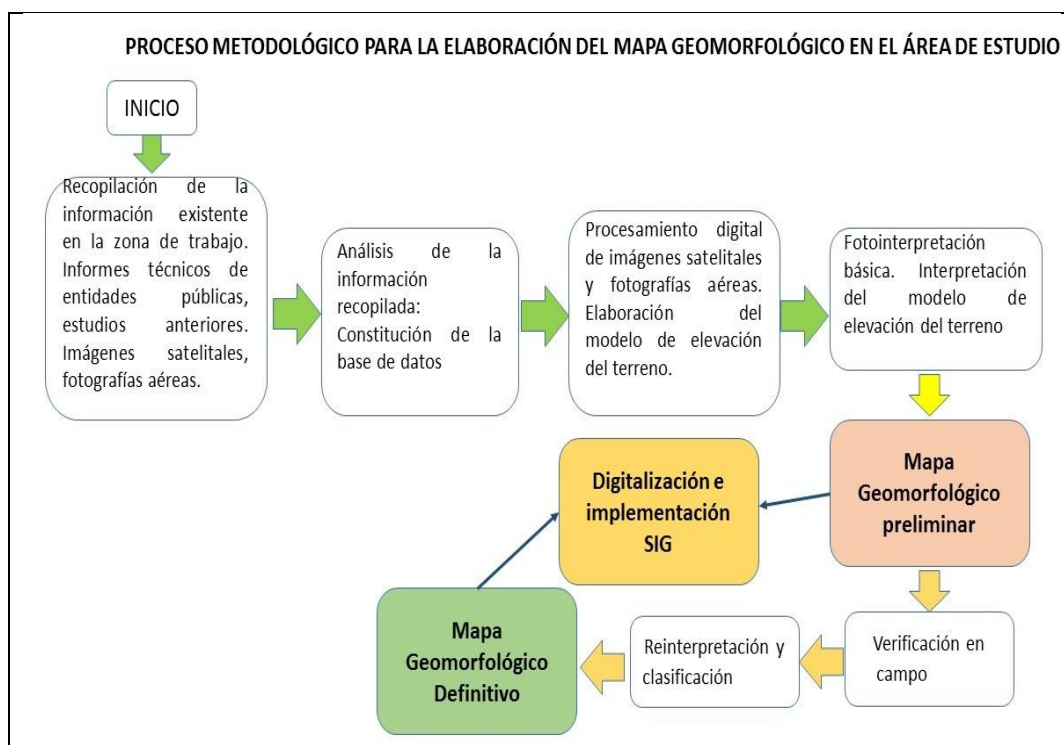 PROCESO METODOLÓGICO PARA LA ELABORACIÓN DEL MAPA GEOMORFOLÓGICO EN EL ÁREA DE ESTUDIO
INICIO
Recopilación de la
información existente
en la zona de trabajo.
Informes técnicos de
entidades públicas,
estudios anteriores.
Imágenes satelitales,
fotografías aéreas.
Análisis de la
información
recopilada:
Constitución de la
base de datos
Procesamiento digital
de imágenes satelitales
y fotografías aéreas.
Elaboración del
modelo de elevación
del terreno.
Fotointerpretación
básica. Interpretación
del modelo de
elevación del terreno
Mapa
Geomorfológico
preliminar
Digitalización e
implementación
SIG
Verificación en
campo
Reinterpretación y
clasificación
Mapa
Geomorfológico
Definitivo